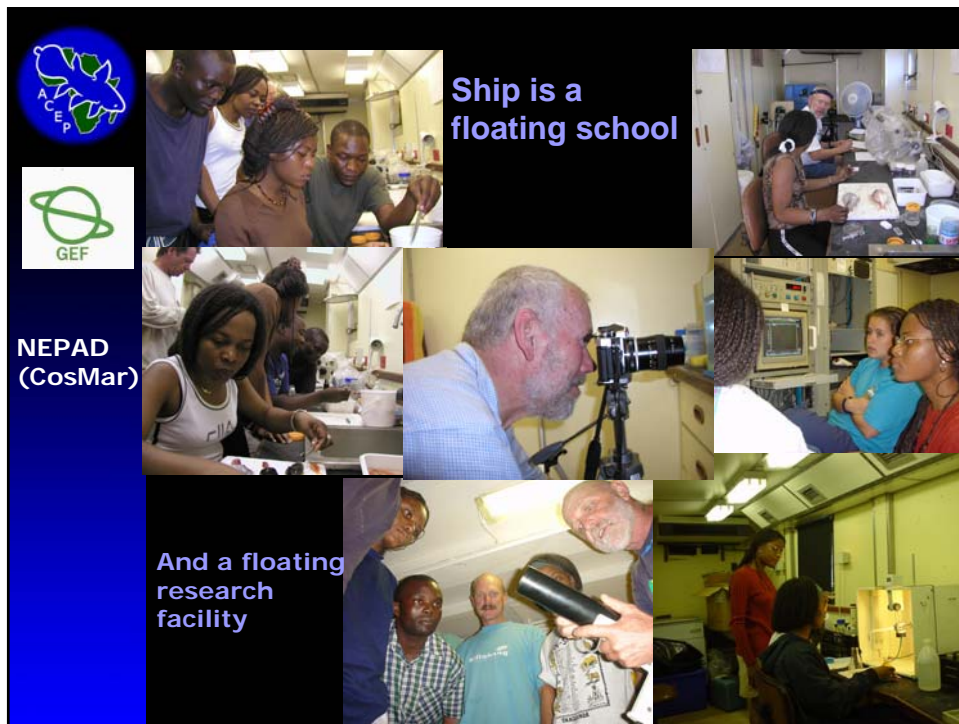 ACEP
Ship is a
floating school
GEF
NEPAD
(CosMar)
And a floating
research
facility